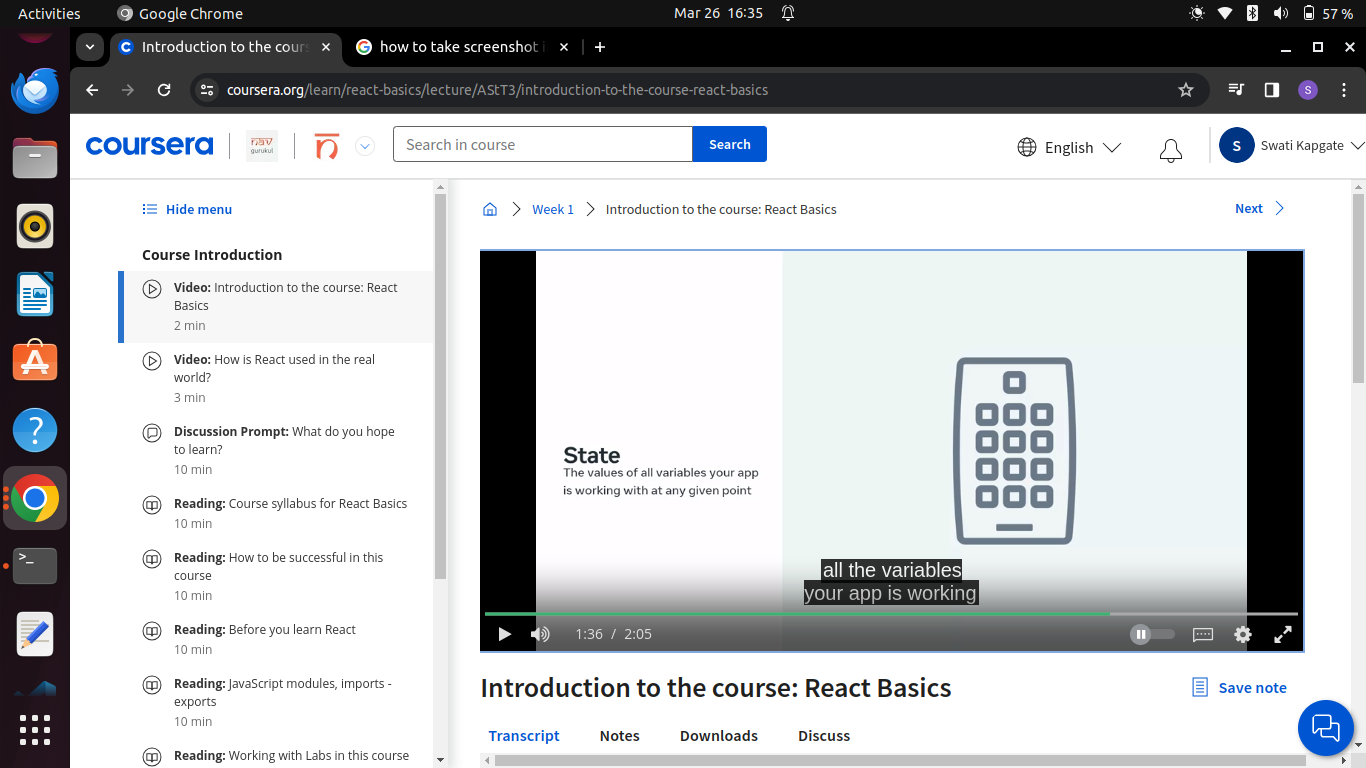 Activities
Google Chrome
Mar 26 16:35
57 %
Introduction to the cour
how to take screenshot i
coursera.org/learn/react-basics/lecture/AStT3/introduction-to-the-course-react-basics
S
coursera
nav
gurukul
Search in course
Search
English
S
Swati Kapgate
Hide menu
Week 1
Introduction to the course: React Basics
Next
Course Introduction
Video: Introduction to the course: React
Basics
2 min
Video: How is React used in the real
world?
3 min
Discussion Prompt: What do you hope
to learn?
10 min
Reading: Course syllabus for React Basics
10 min
Reading: How to be successful in this
course
10 min
Reading: Before you learn React
10 min
Reading: JavaScript modules, imports -
exports
10 min
Reading: Working with Labs in this course
State
The values of all variables your app
is working with at any given point
all the variables
your app is working
1:36 / 2:05
Introduction to the course: React Basics
Save note
Transcript
Notes
Downloads
Discuss